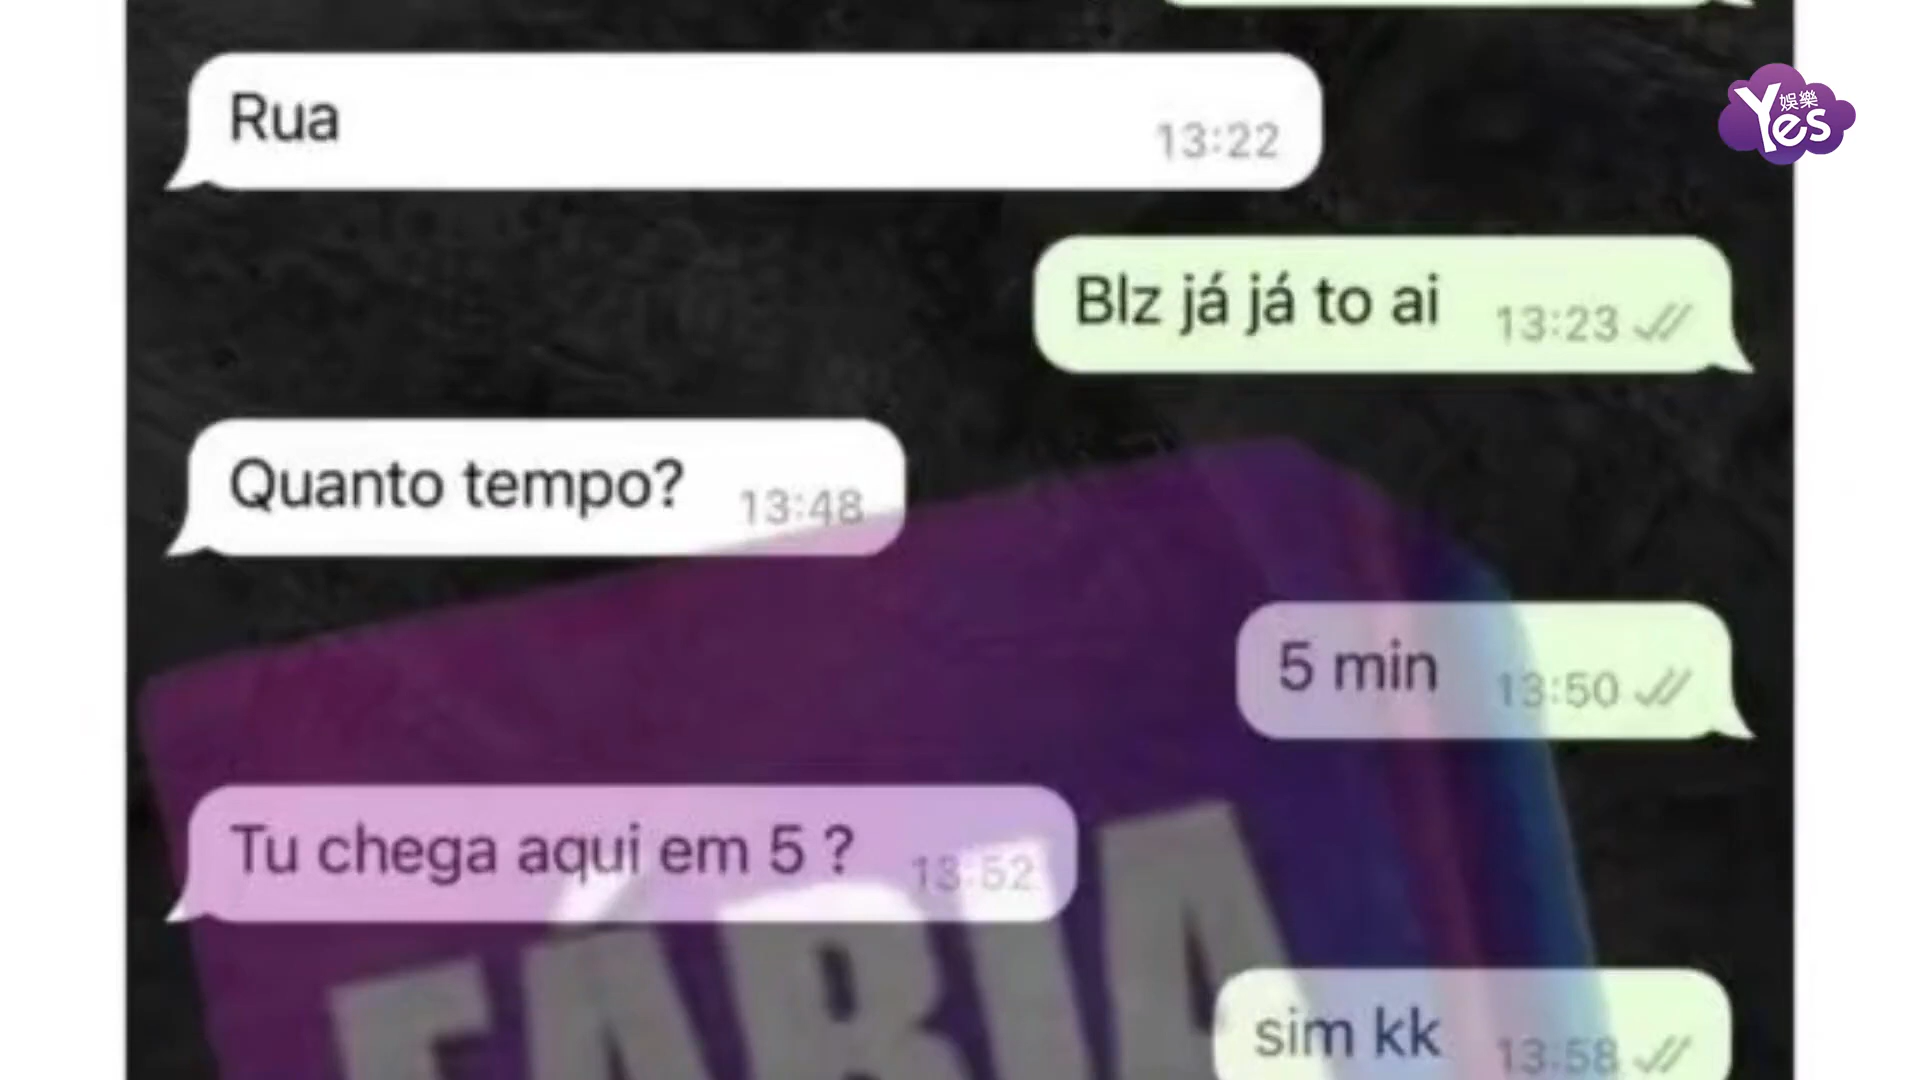 Rua
13:22
Yes 娛樂
Blz já já to ai 13:23
Quanto tempo? 13:48
5 min 13:50
Tu chega aqui em 5 ? 13:52
FÁBIA
sim kk 13:58